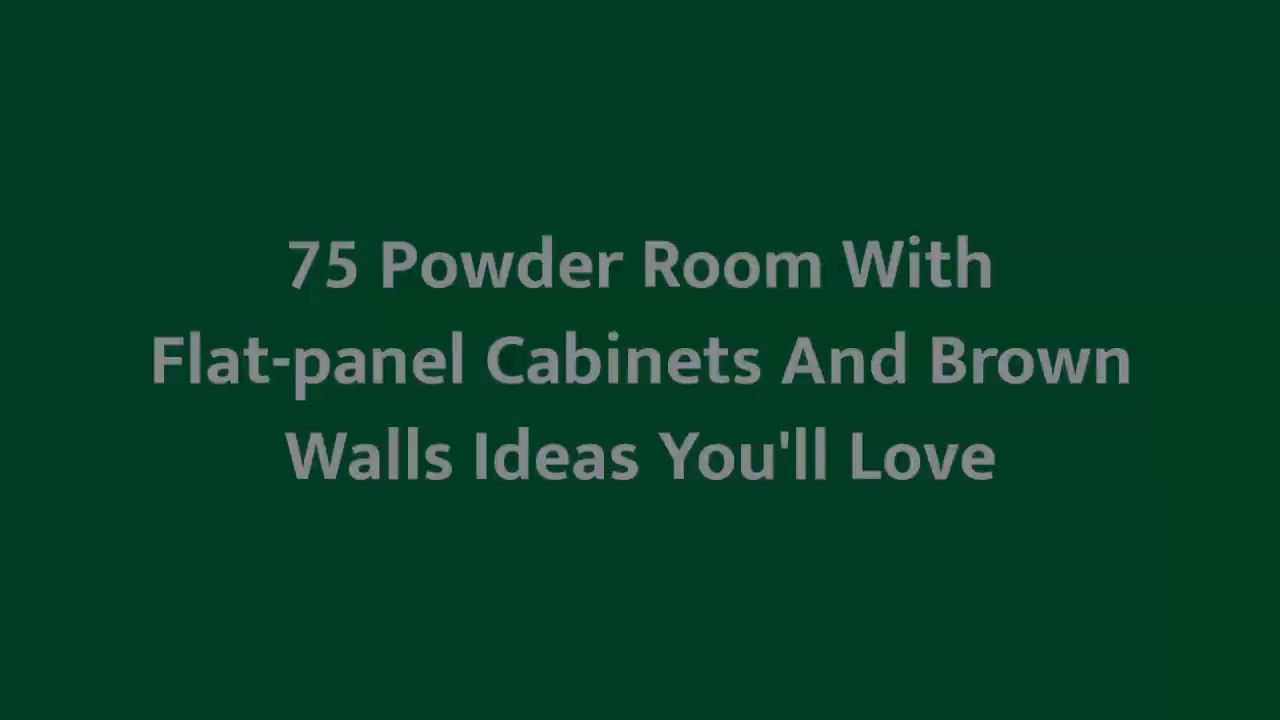 75 Powder Room With
Flat-panel Cabinets And Brown
Walls Ideas You'll Love